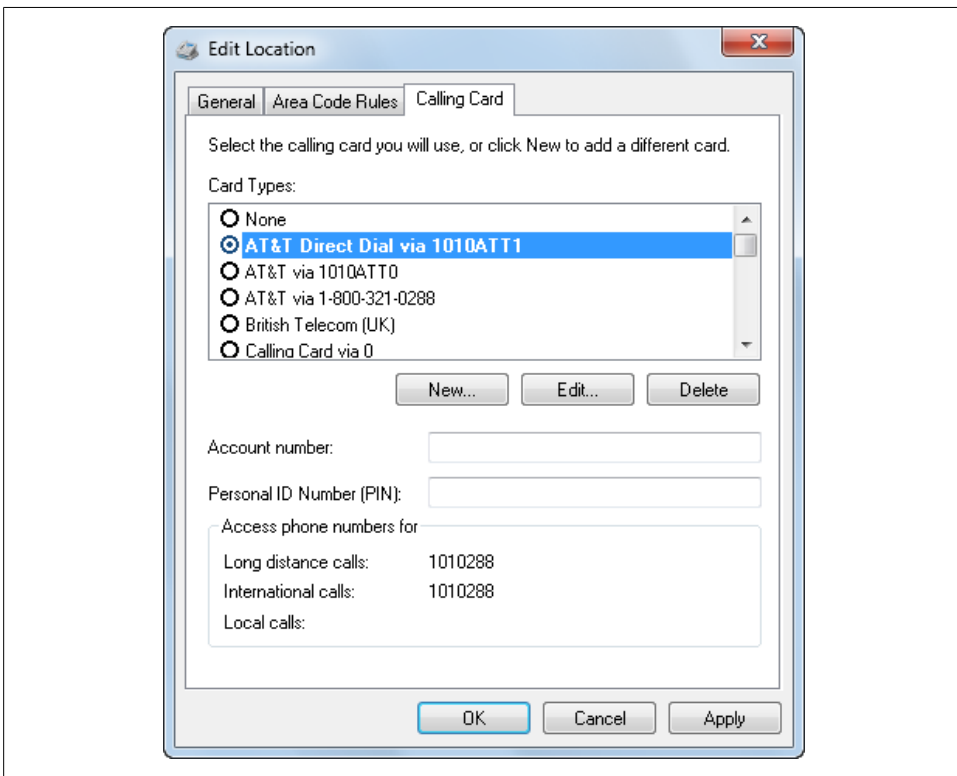 Edit Location
General Area Code Rules Calling Card
Select the calling card you will use, or click New to add a different card.
Card Types:
None
AT&T Direct Dial via 1010ATT1
AT&T via 1010ATT0
AT&T via 1-800-321-0288
British Telecom (UK)
Calling Card via 0
New... Edit... Delete
Account number:
Personal ID Number (PIN):
Access phone numbers for
Long distance calls: 1010288
International calls: 1010288
Local calls:
OK Cancel Apply